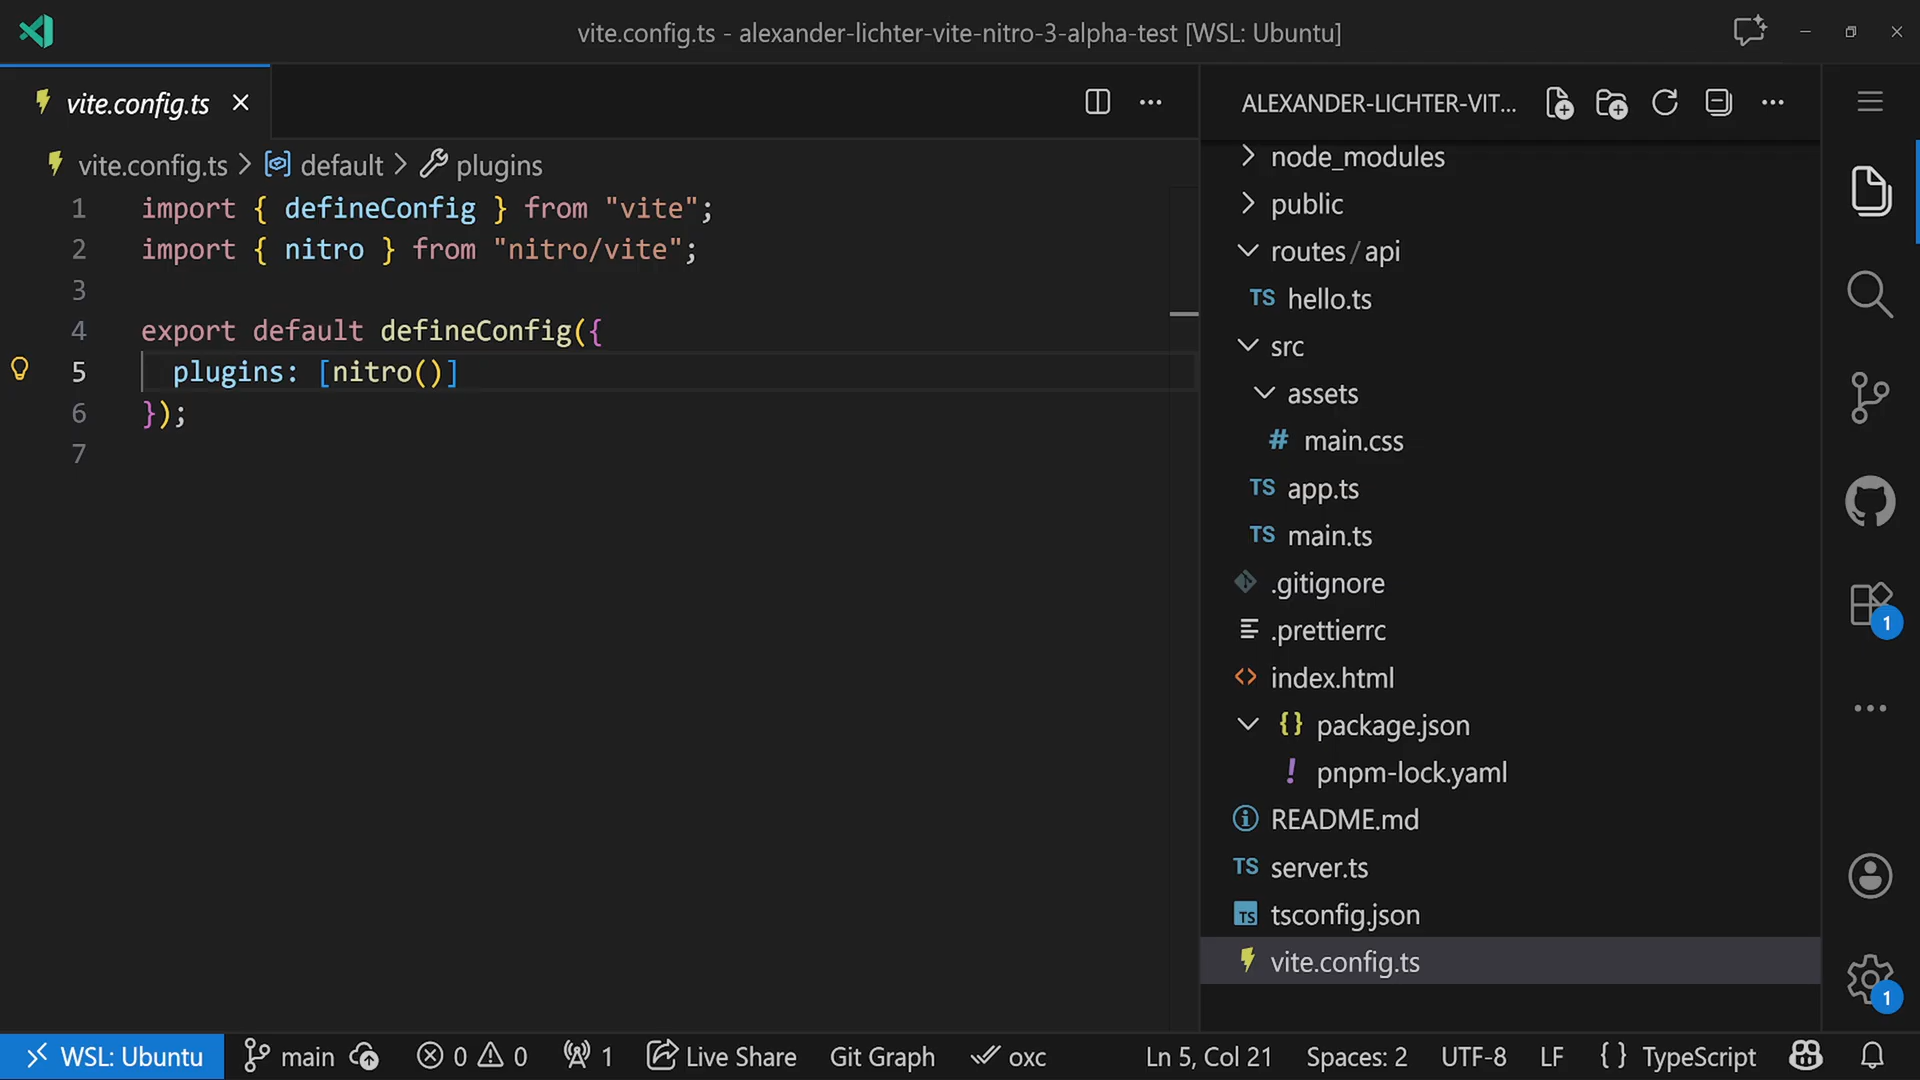 vite.config.ts - alexander-lichter-vite-nitro-3-alpha-test [WSL: Ubuntu]
vite.config.ts
vite.config.ts > default > plugins
1 import { defineConfig } from "vite";
2 import { nitro } from "nitro/vite";
3
4 export default defineConfig({
5 plugins: [nitro()]
6 });
7
ALEXANDER-LICHTER-VIT...
node_modules
public
routes/api
TS hello.ts
src
assets
# main.css
TS app.ts
TS main.ts
.gitignore
.prettierrc
<> index.html
{} package.json
! pnpm-lock.yaml
README.md
TS server.ts
TS tsconfig.json
vite.config.ts
1
1
WSL: Ubuntu main 0 0 1 Live Share Git Graph oxc Ln 5, Col 21 Spaces: 2 UTF-8 LF {} TypeScript